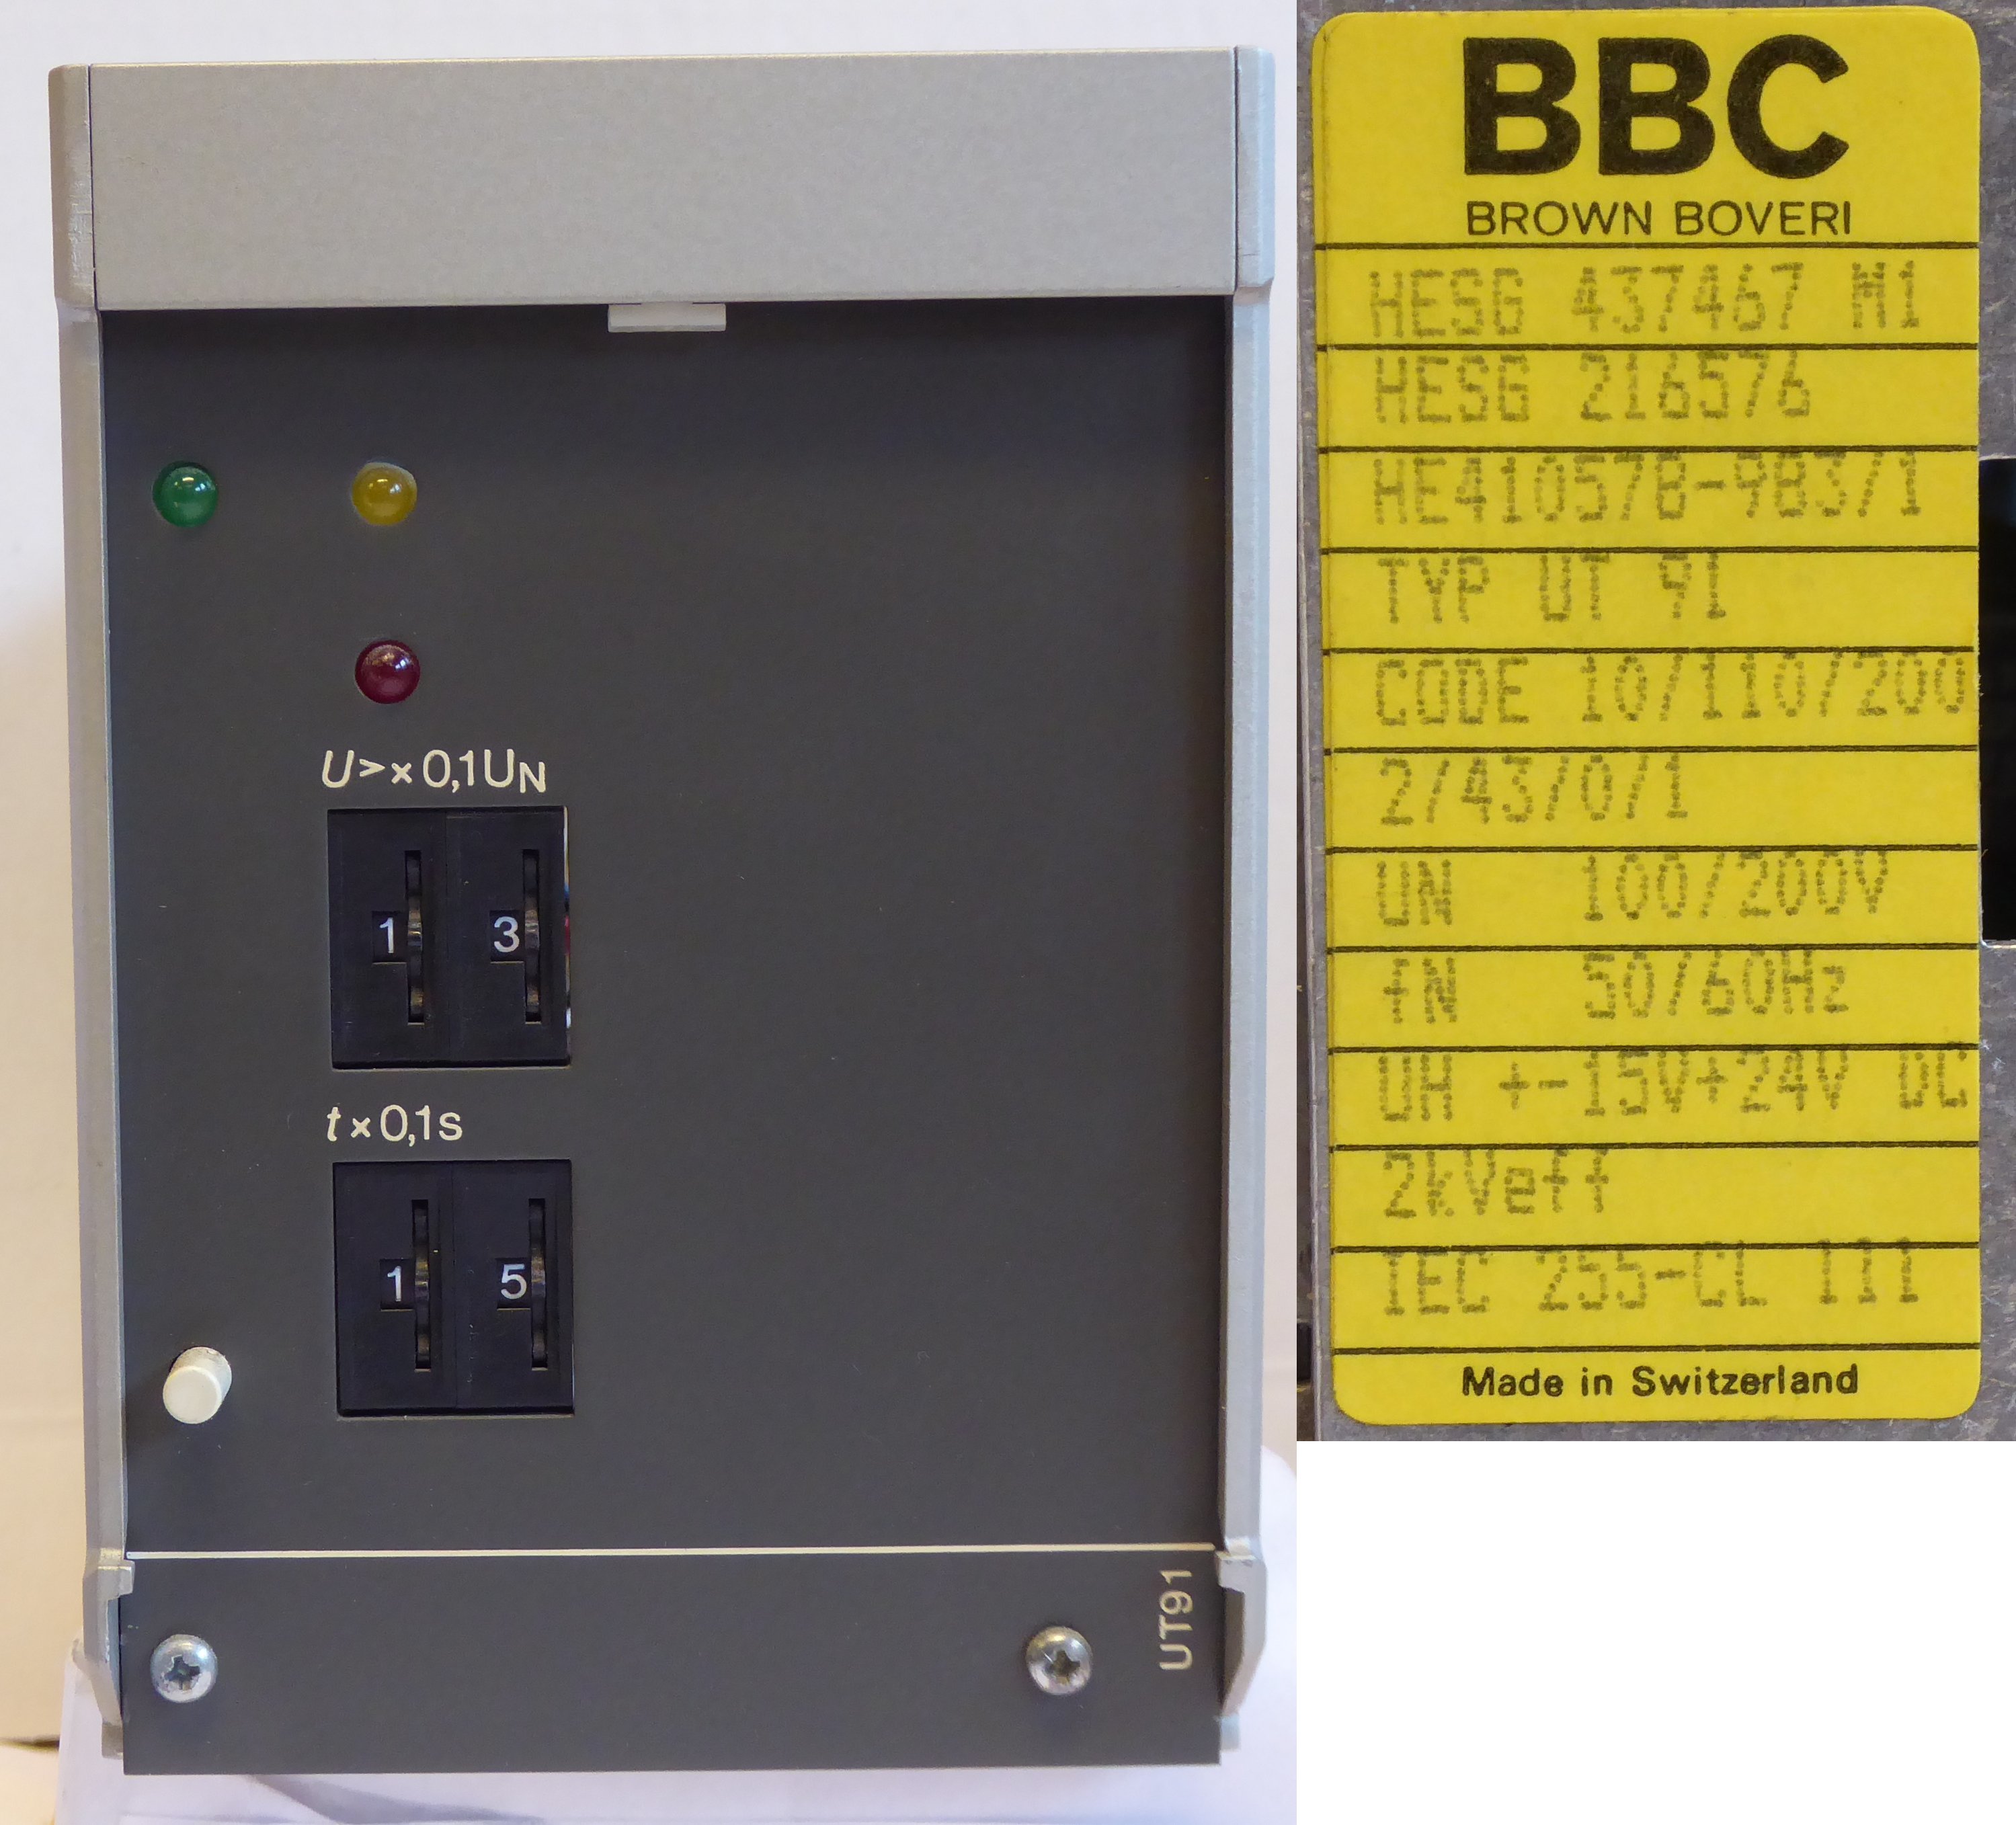 U>×0,1UN
1 3
t×0,1s
1 5
UT91
BBC
BROWN BOVERI
HESG 437467 M1
HESG 216576
HE410578-4B3/1
TYP UT 91
CODE 10/110/200
2/43/0/1
UN 100/200V
fN 50/60Hz
UH +-15V+24V DC
2kVeff
IEC 255-CL III
Made in Switzerland